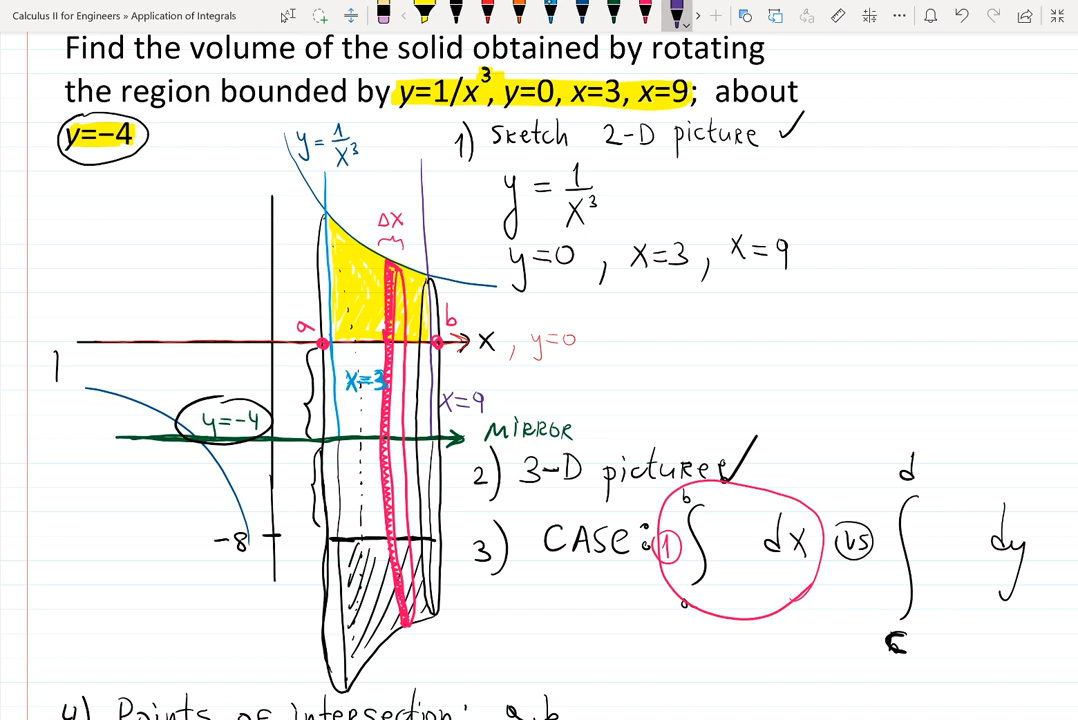 Calculus II for Engineers » Application of Integrals
Find the volume of the solid obtained by rotating
the region bounded by y=1/x³, y=0, x=3, x=9; about
y=−4
1) Sketch 2-D picture ✓
y = 1/x³
y = 1/x³
y=0 , x=3 , x=9
Δx
a
b
x , y=0
x=3
x=9
y=-4
MIRROR
2) 3-D picture ✓
-8
3) CASE: ① ∫ₐᵇ dx vs ∫ᵈ dy
4) Points of intersection: a, b